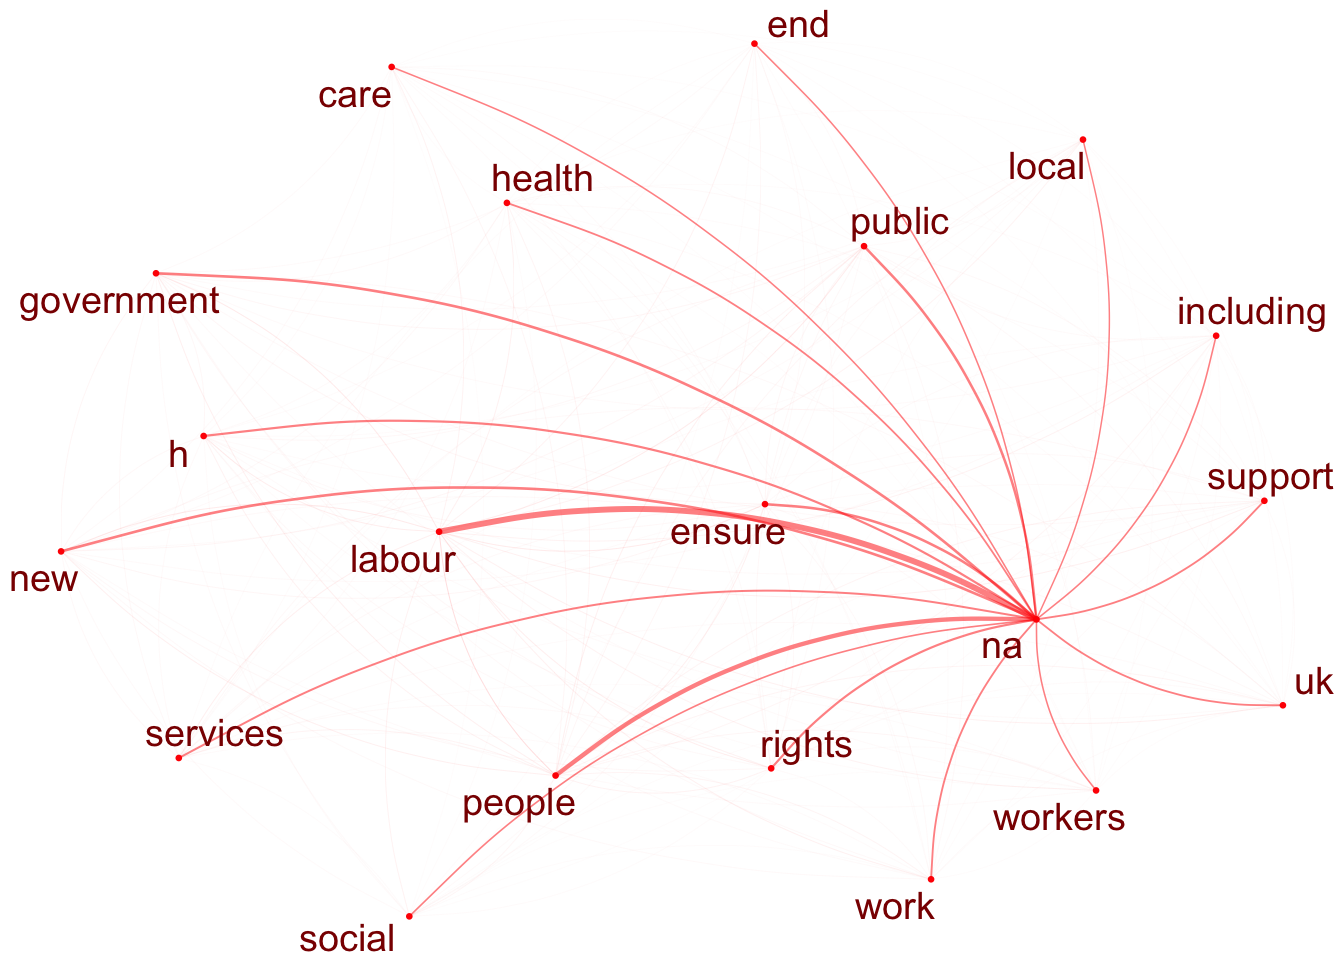 end
care
local
health
public
government
including
h
support
ensure
labour
new
na
uk
services
rights
people
workers
work
social